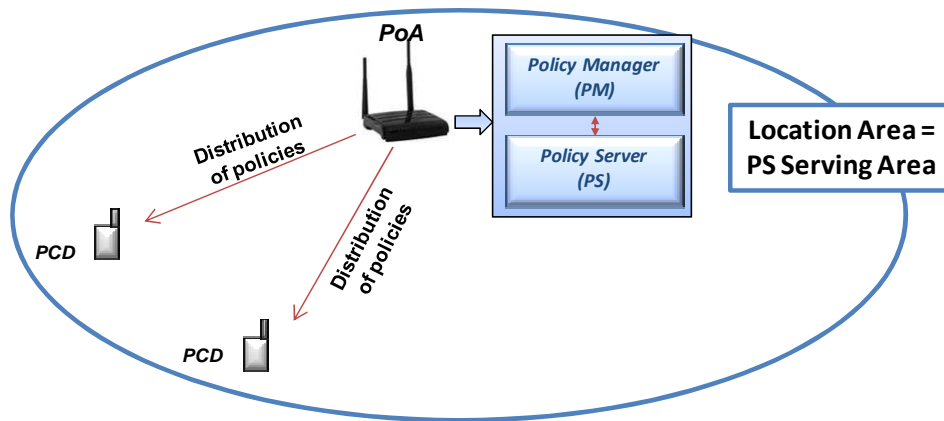 PoA
Policy Manager
(PM)
Policy Server
(PS)
Location Area =
PS Serving Area
Distribution
of policies
Distribution
of policies
PCD
PCD